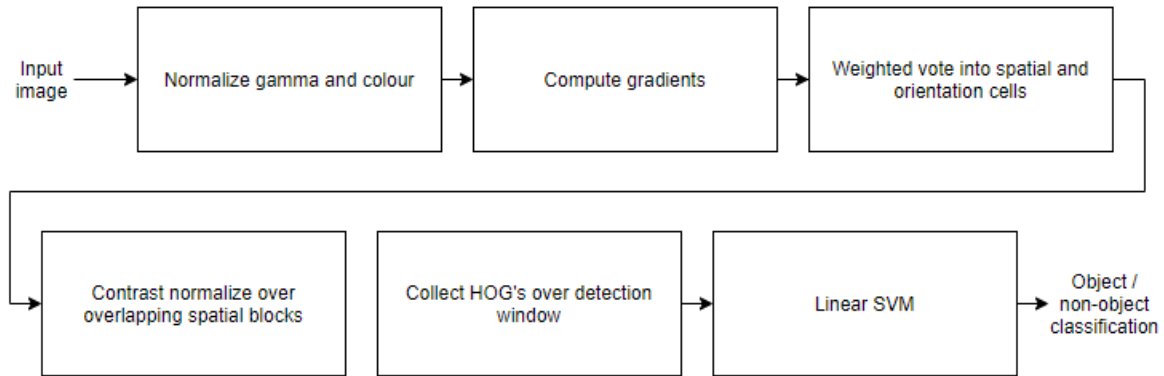 Input
image
Normalize gamma and colour
Compute gradients
Weighted vote into spatial and
orientation cells
Contrast normalize over
overlapping spatial blocks
Collect HOG's over detection
window
Linear SVM
Object /
non-object
classification